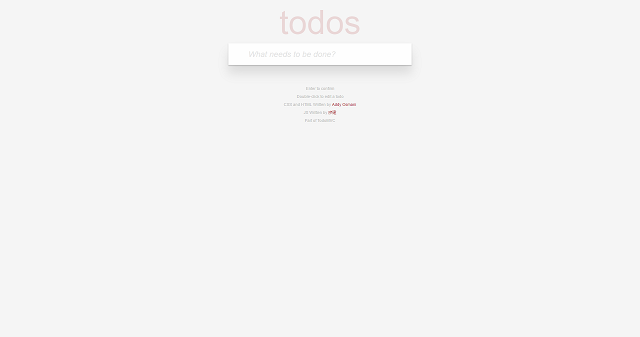 todos
What needs to be done?
Enter to confirm
Double-click to edit a todo
CSS and HTML Written by Addy Osmani
JS Written by
Part of TodoMVC